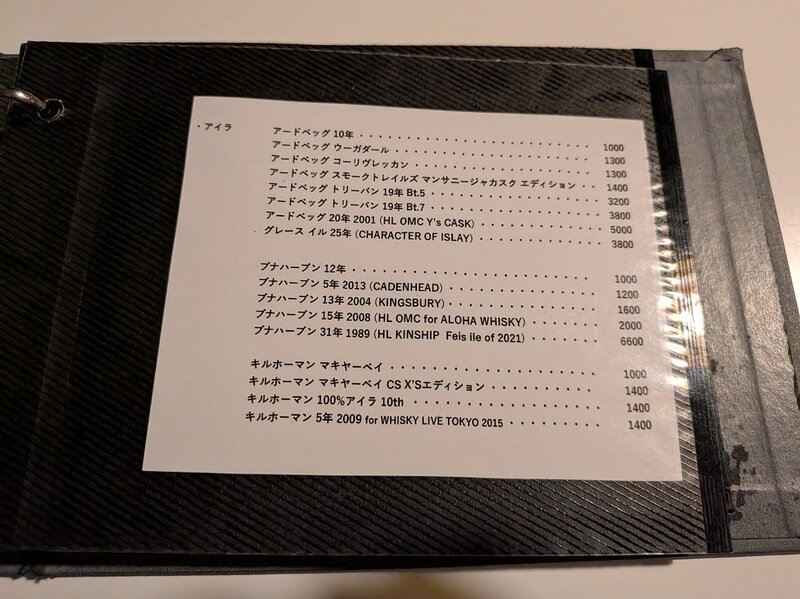 ・アイラ
アードベッグ 10年 ・・・・・・・・・・・・・・・・・・・・・・・・ 1000
アードベッグ ウーガダール ・・・・・・・・・・・・・・・・・・・・ 1300
アードベッグ コーリヴレッカン ・・・・・・・・・・・・・・・・・・ 1300
アードベッグ スモークトレイルズ マンサニージャカスク エディション ・・ 1400
アードベッグ トリーバン 19年 Bt.5 ・・・・・・・・・・・・・・・・ 3200
アードベッグ トリーバン 19年 Bt.7 ・・・・・・・・・・・・・・・・ 3800
アードベッグ 20年 2001 (HL OMC Y's CASK) ・・・・・・・・・・・・ 5000
グレース イル 25年 (CHARACTER OF ISLAY) ・・・・・・・・・・・・ 3800
ブナハーブン 12年 ・・・・・・・・・・・・・・・・・・・・・・・・ 1000
ブナハーブン 5年 2013 (CADENHEAD) ・・・・・・・・・・・・・・・ 1200
ブナハーブン 13年 2004 (KINGSBURY) ・・・・・・・・・・・・・・・ 1600
ブナハーブン 15年 2008 (HL OMC for ALOHA WHISKY) ・・・・・・・ 2000
ブナハーブン 31年 1989 (HL KINSHIP Feis ile of 2021) ・・・・・・・ 6600
キルホーマン マキヤーベイ ・・・・・・・・・・・・・・・・・・・・ 1000
キルホーマン マキヤーベイ CS X'Sエディション ・・・・・・・・・・ 1400
キルホーマン 100%アイラ 10th ・・・・・・・・・・・・・・・・・・ 1400
キルホーマン 5年 2009 for WHISKY LIVE TOKYO 2015 ・・・・・・・・ 1400